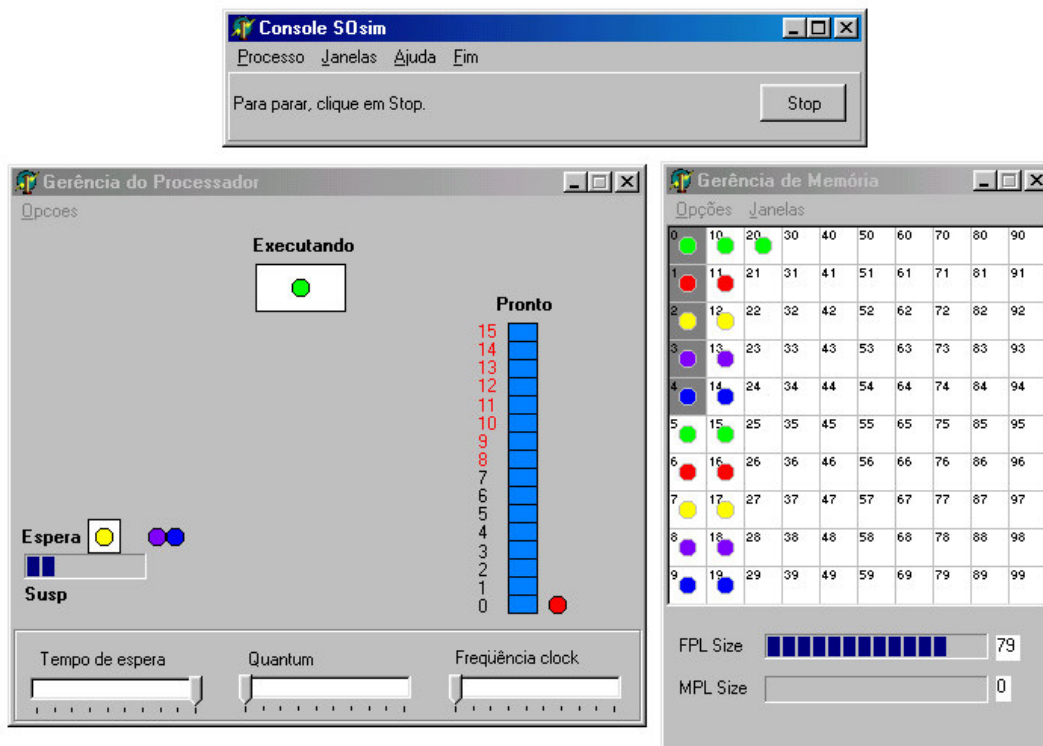 Console SOsim
Processo Janelas Ajuda Fim
Para parar, clique em Stop.
Stop
Gerência do Processador
Opcoes
Executando
Pronto
15
14
13
12
11
10
9
8
7
6
5
4
3
2
1
0
Espera
Susp
Tempo de espera
Quantum
Freqüência clock
Gerência de Memória
Opções Janelas
0 10 20 30 40 50 60 70 80 90
1 11 21 31 41 51 61 71 81 91
2 12 22 32 42 52 62 72 82 92
3 13 23 33 43 53 63 73 83 93
4 14 24 34 44 54 64 74 84 94
5 15 25 35 45 55 65 75 85 95
6 16 26 36 46 56 66 76 86 96
7 17 27 37 47 57 67 77 87 97
8 18 28 38 48 58 68 78 88 98
9 19 29 39 49 59 69 79 89 99
FPL Size 79
MPL Size 0